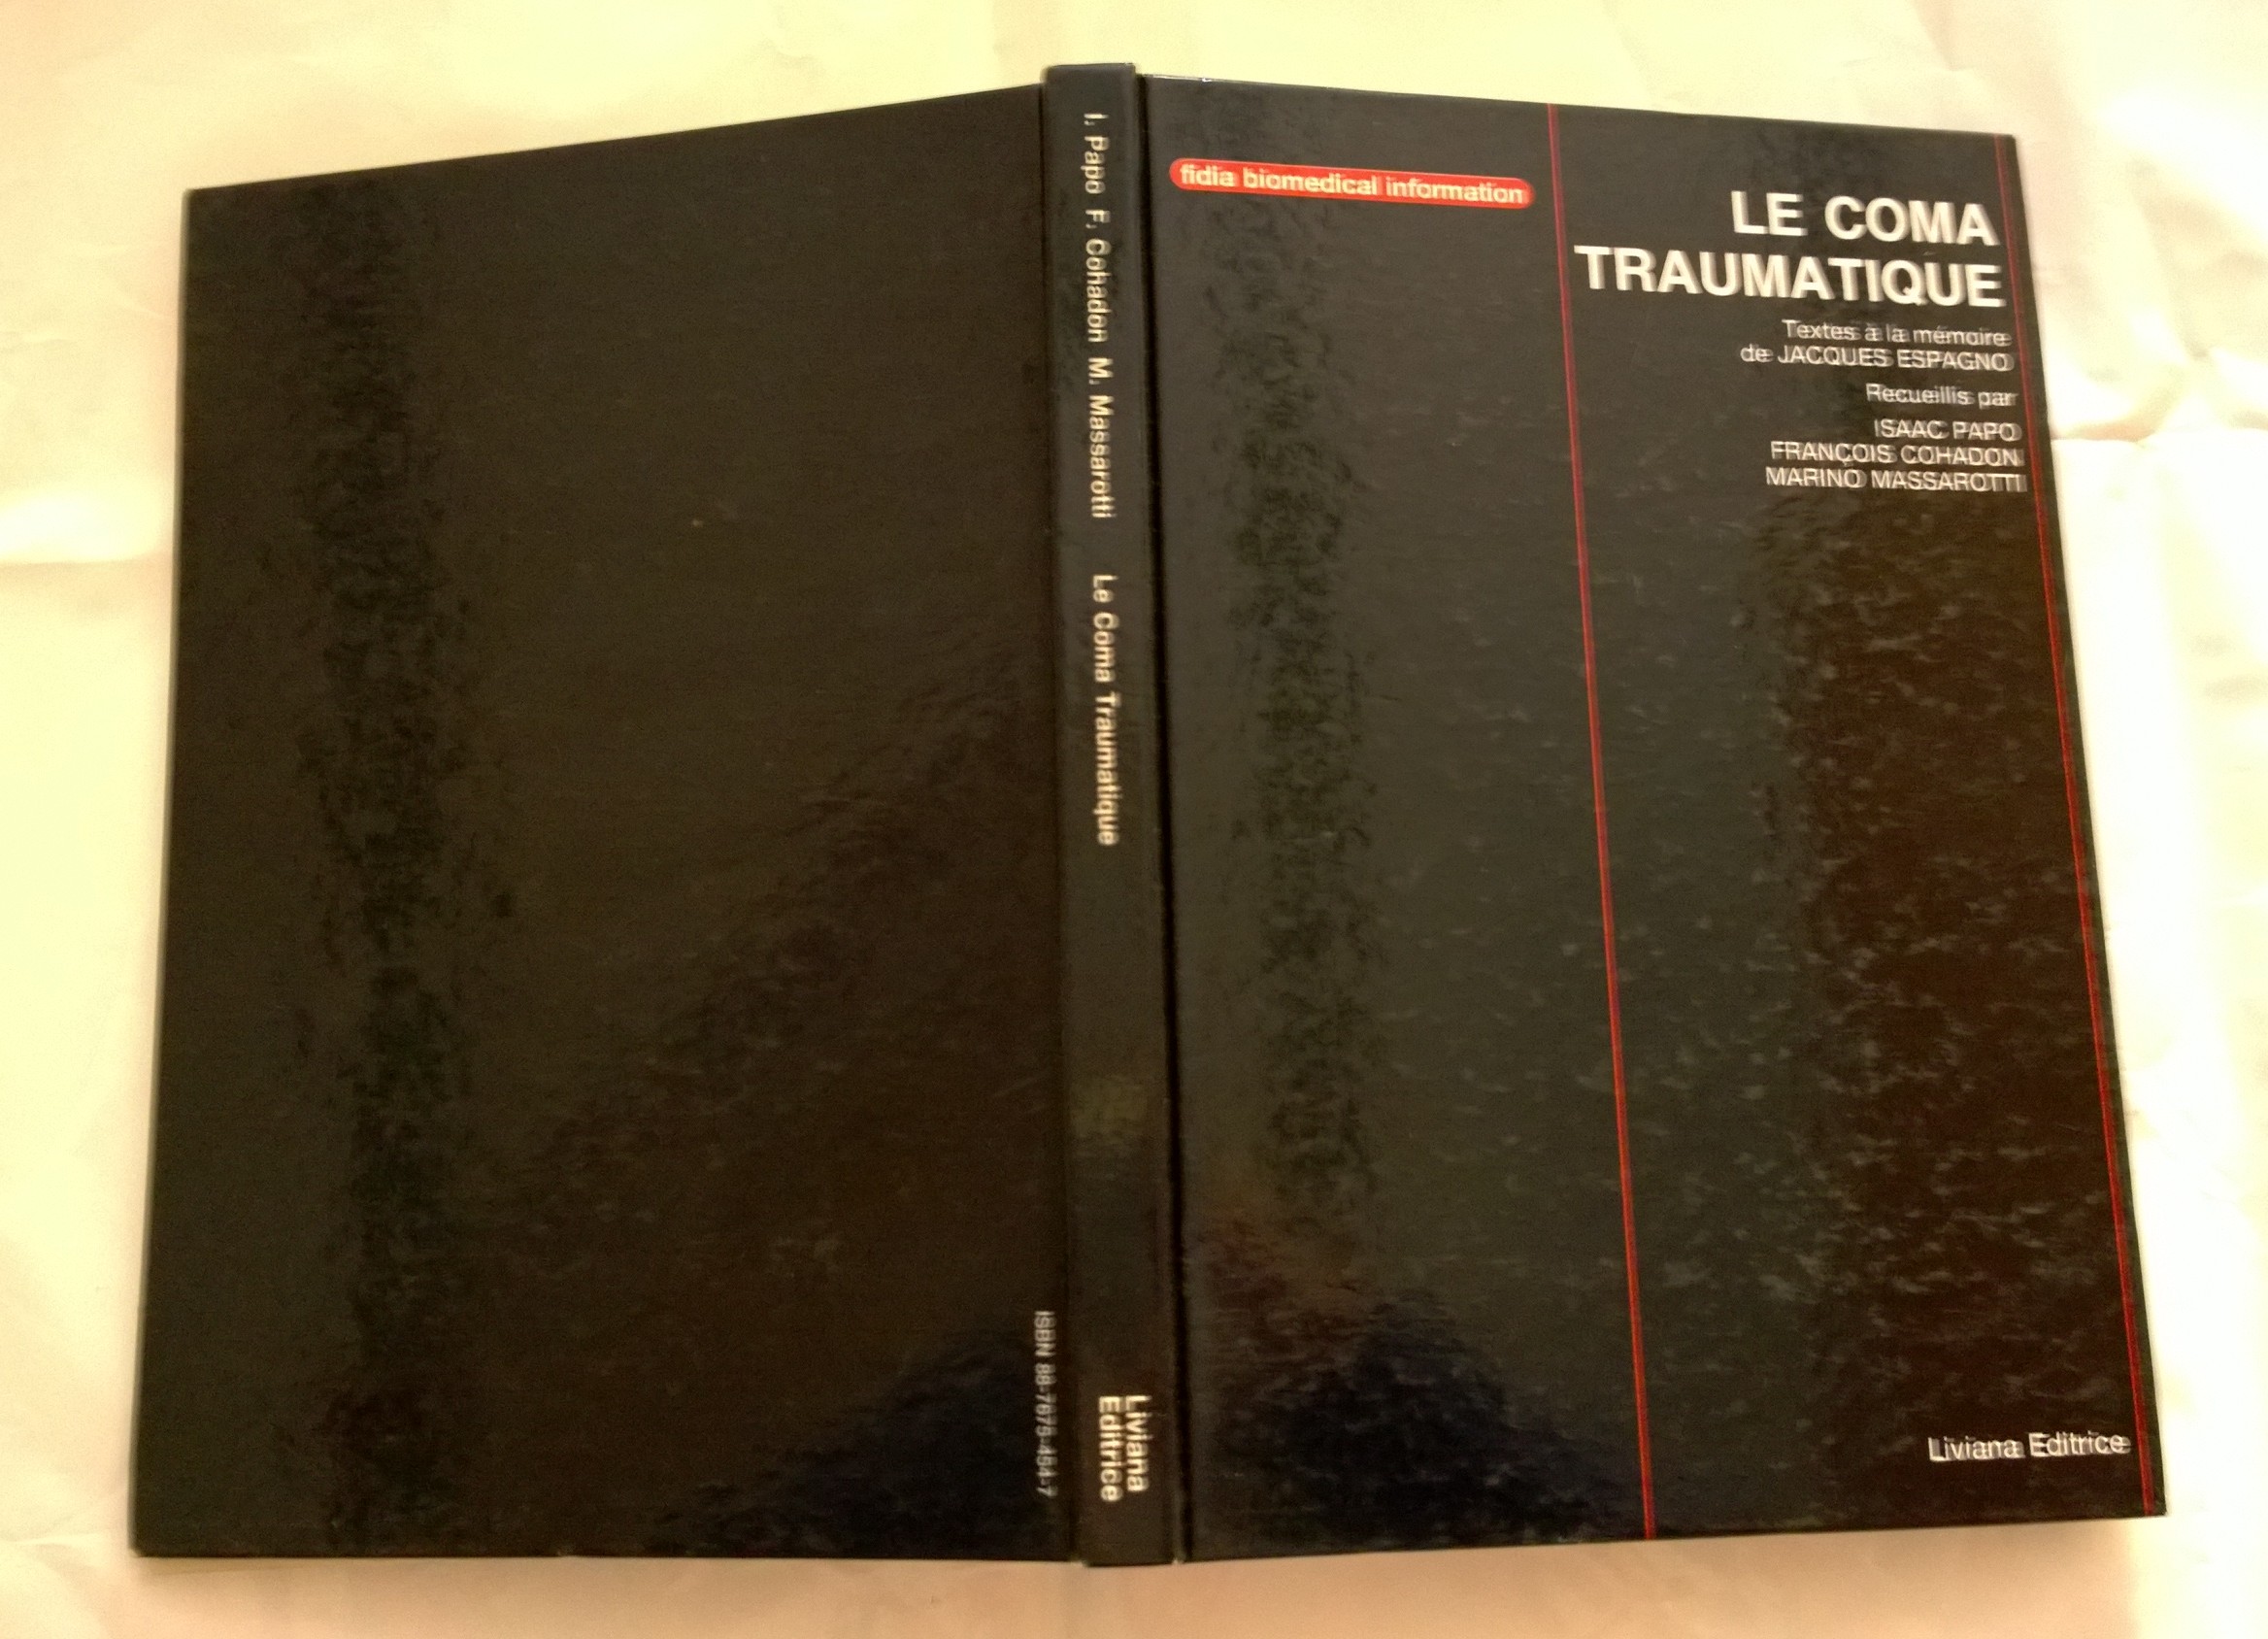 fidia biomedical information
LE COMA
TRAUMATIQUE
Textes à la mémoire
de JACQUES ESPAGNO
Recueillis par
ISAAC PAPO
FRANÇOIS COHADON
MARINO MASSAROTTI
Liviana Editrice
I. Papo F. Cohadon M. Massarotti Le Coma Traumatique
Liviana
Editrice
ISBN 88-7675-454-7